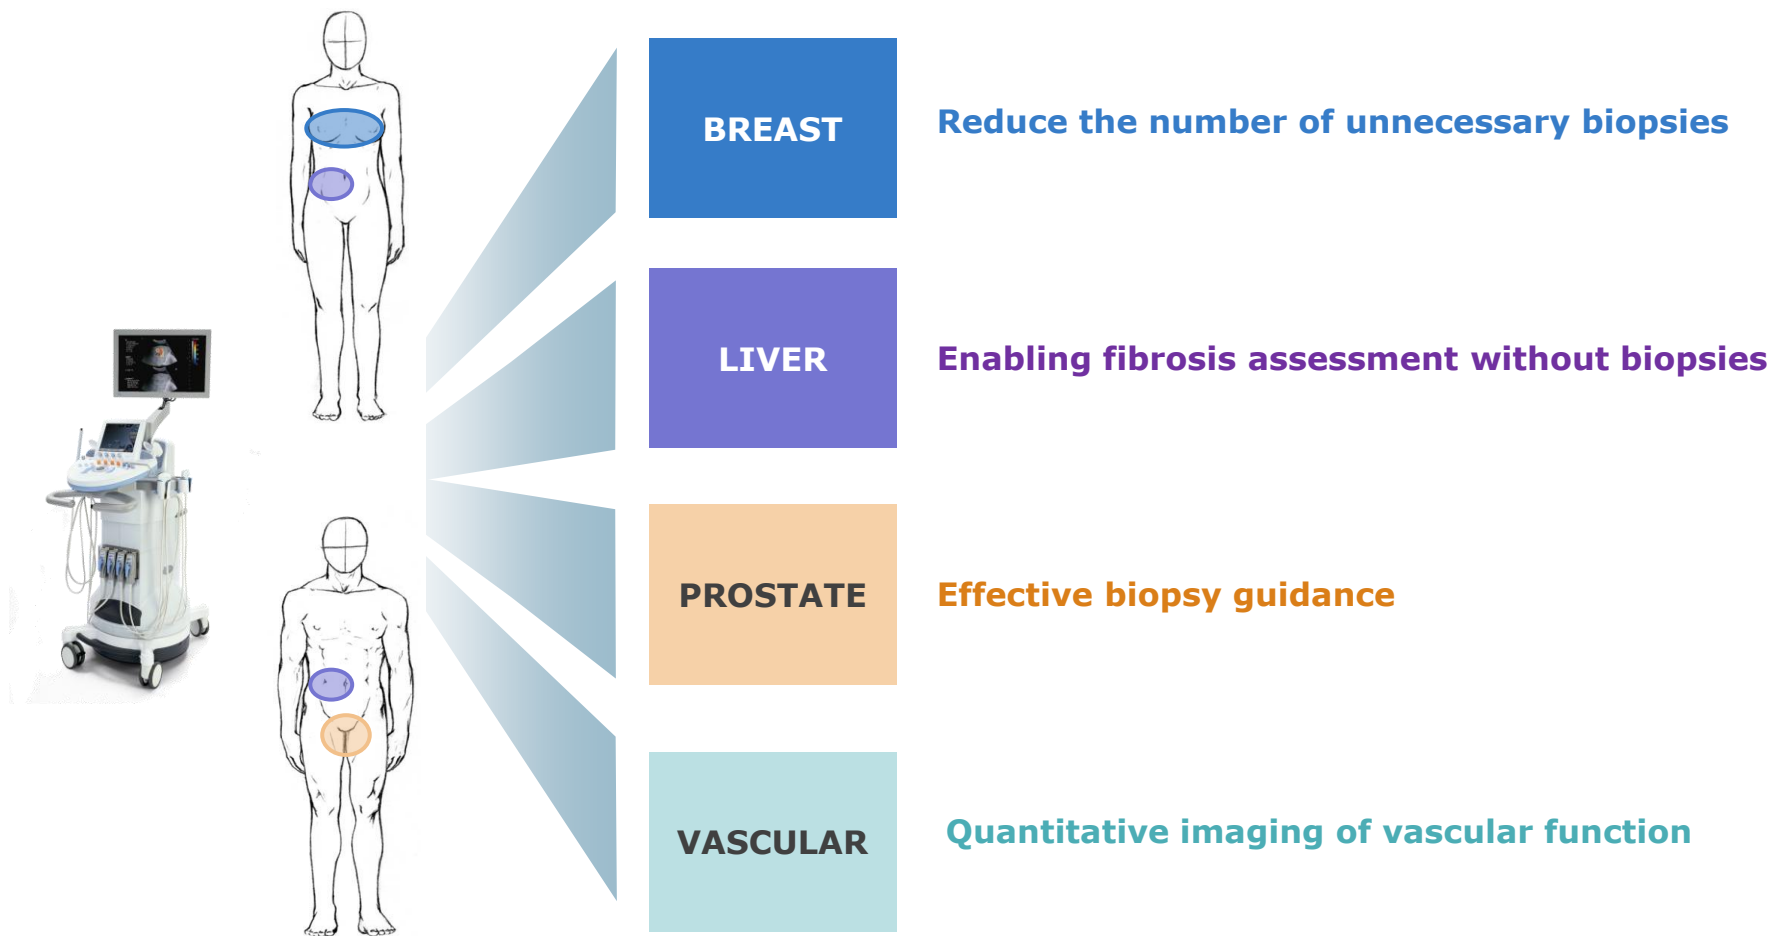 BREAST
Reduce the number of unnecessary biopsies
LIVER
Enabling fibrosis assessment without biopsies
PROSTATE
Effective biopsy guidance
VASCULAR
Quantitative imaging of vascular function